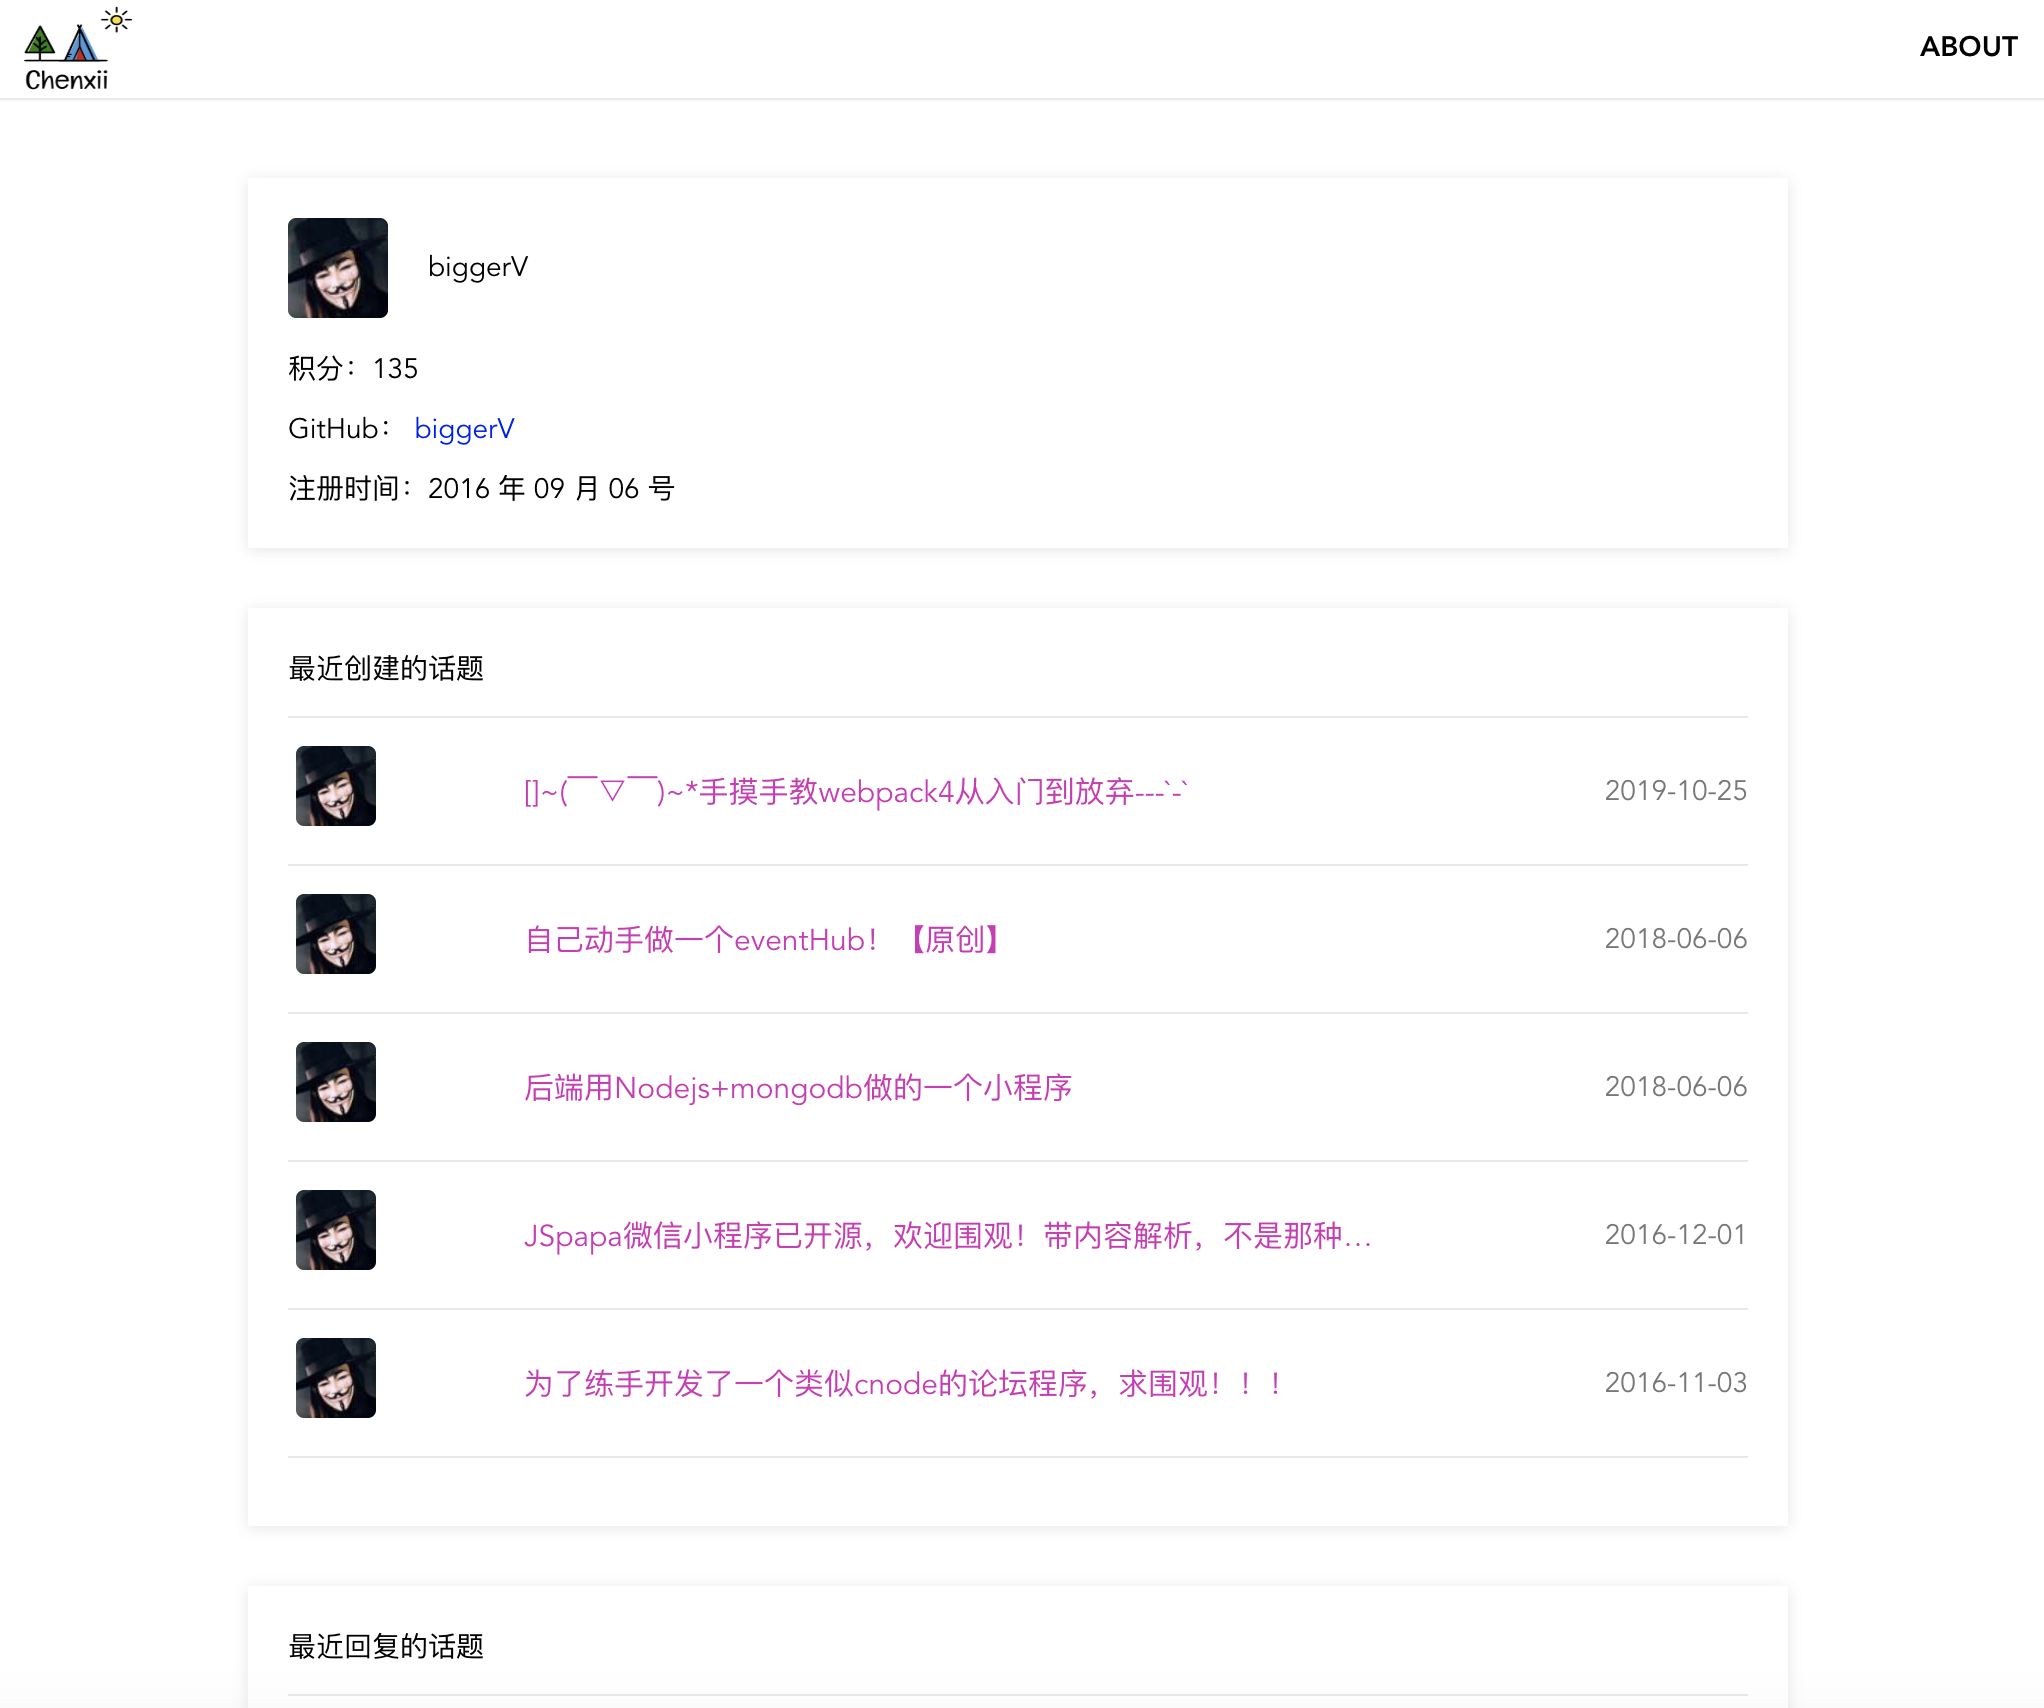 Chenxii
ABOUT
biggerV
积分：135
GitHub： biggerV
注册时间：2016 年 09 月 06 号
最近创建的话题
[]~(￣▽￣)~*手摸手教webpack4从入门到放弃---`-` 2019-10-25
自己动手做一个eventHub！【原创】 2018-06-06
后端用Nodejs+mongodb做的一个小程序 2018-06-06
JSpapa微信小程序已开源，欢迎围观！带内容解析，不是那种... 2016-12-01
为了练手开发了一个类似cnode的论坛程序，求围观！！！ 2016-11-03
最近回复的话题